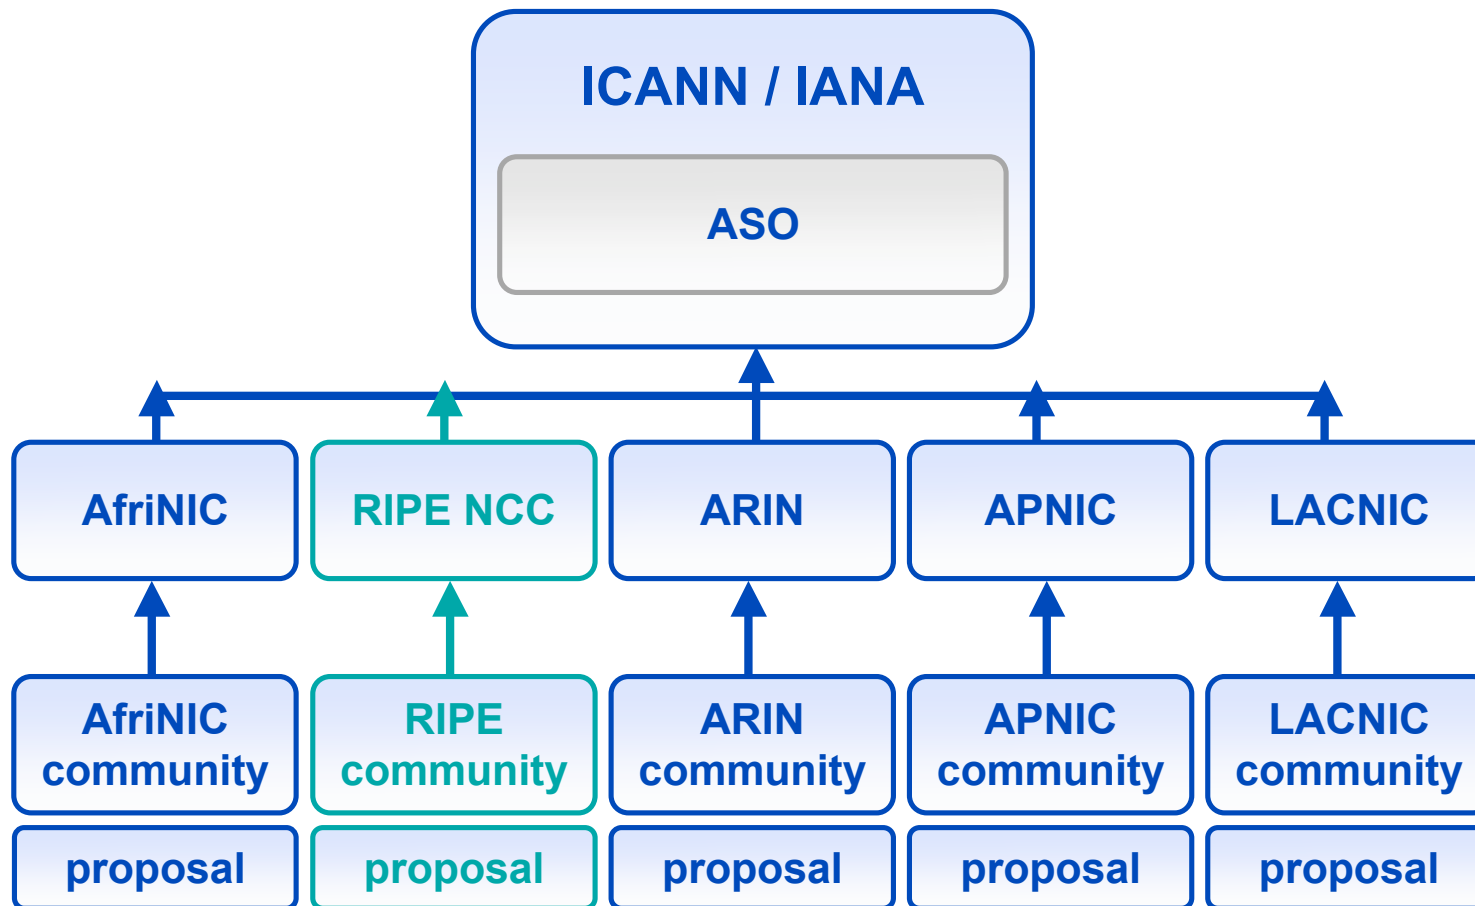 ICANN / IANA
ASO
AfriNIC
RIPE NCC
ARIN
APNIC
LACNIC
AfriNIC
community
RIPE
community
ARIN
community
APNIC
community
LACNIC
community
proposal
proposal
proposal
proposal
proposal